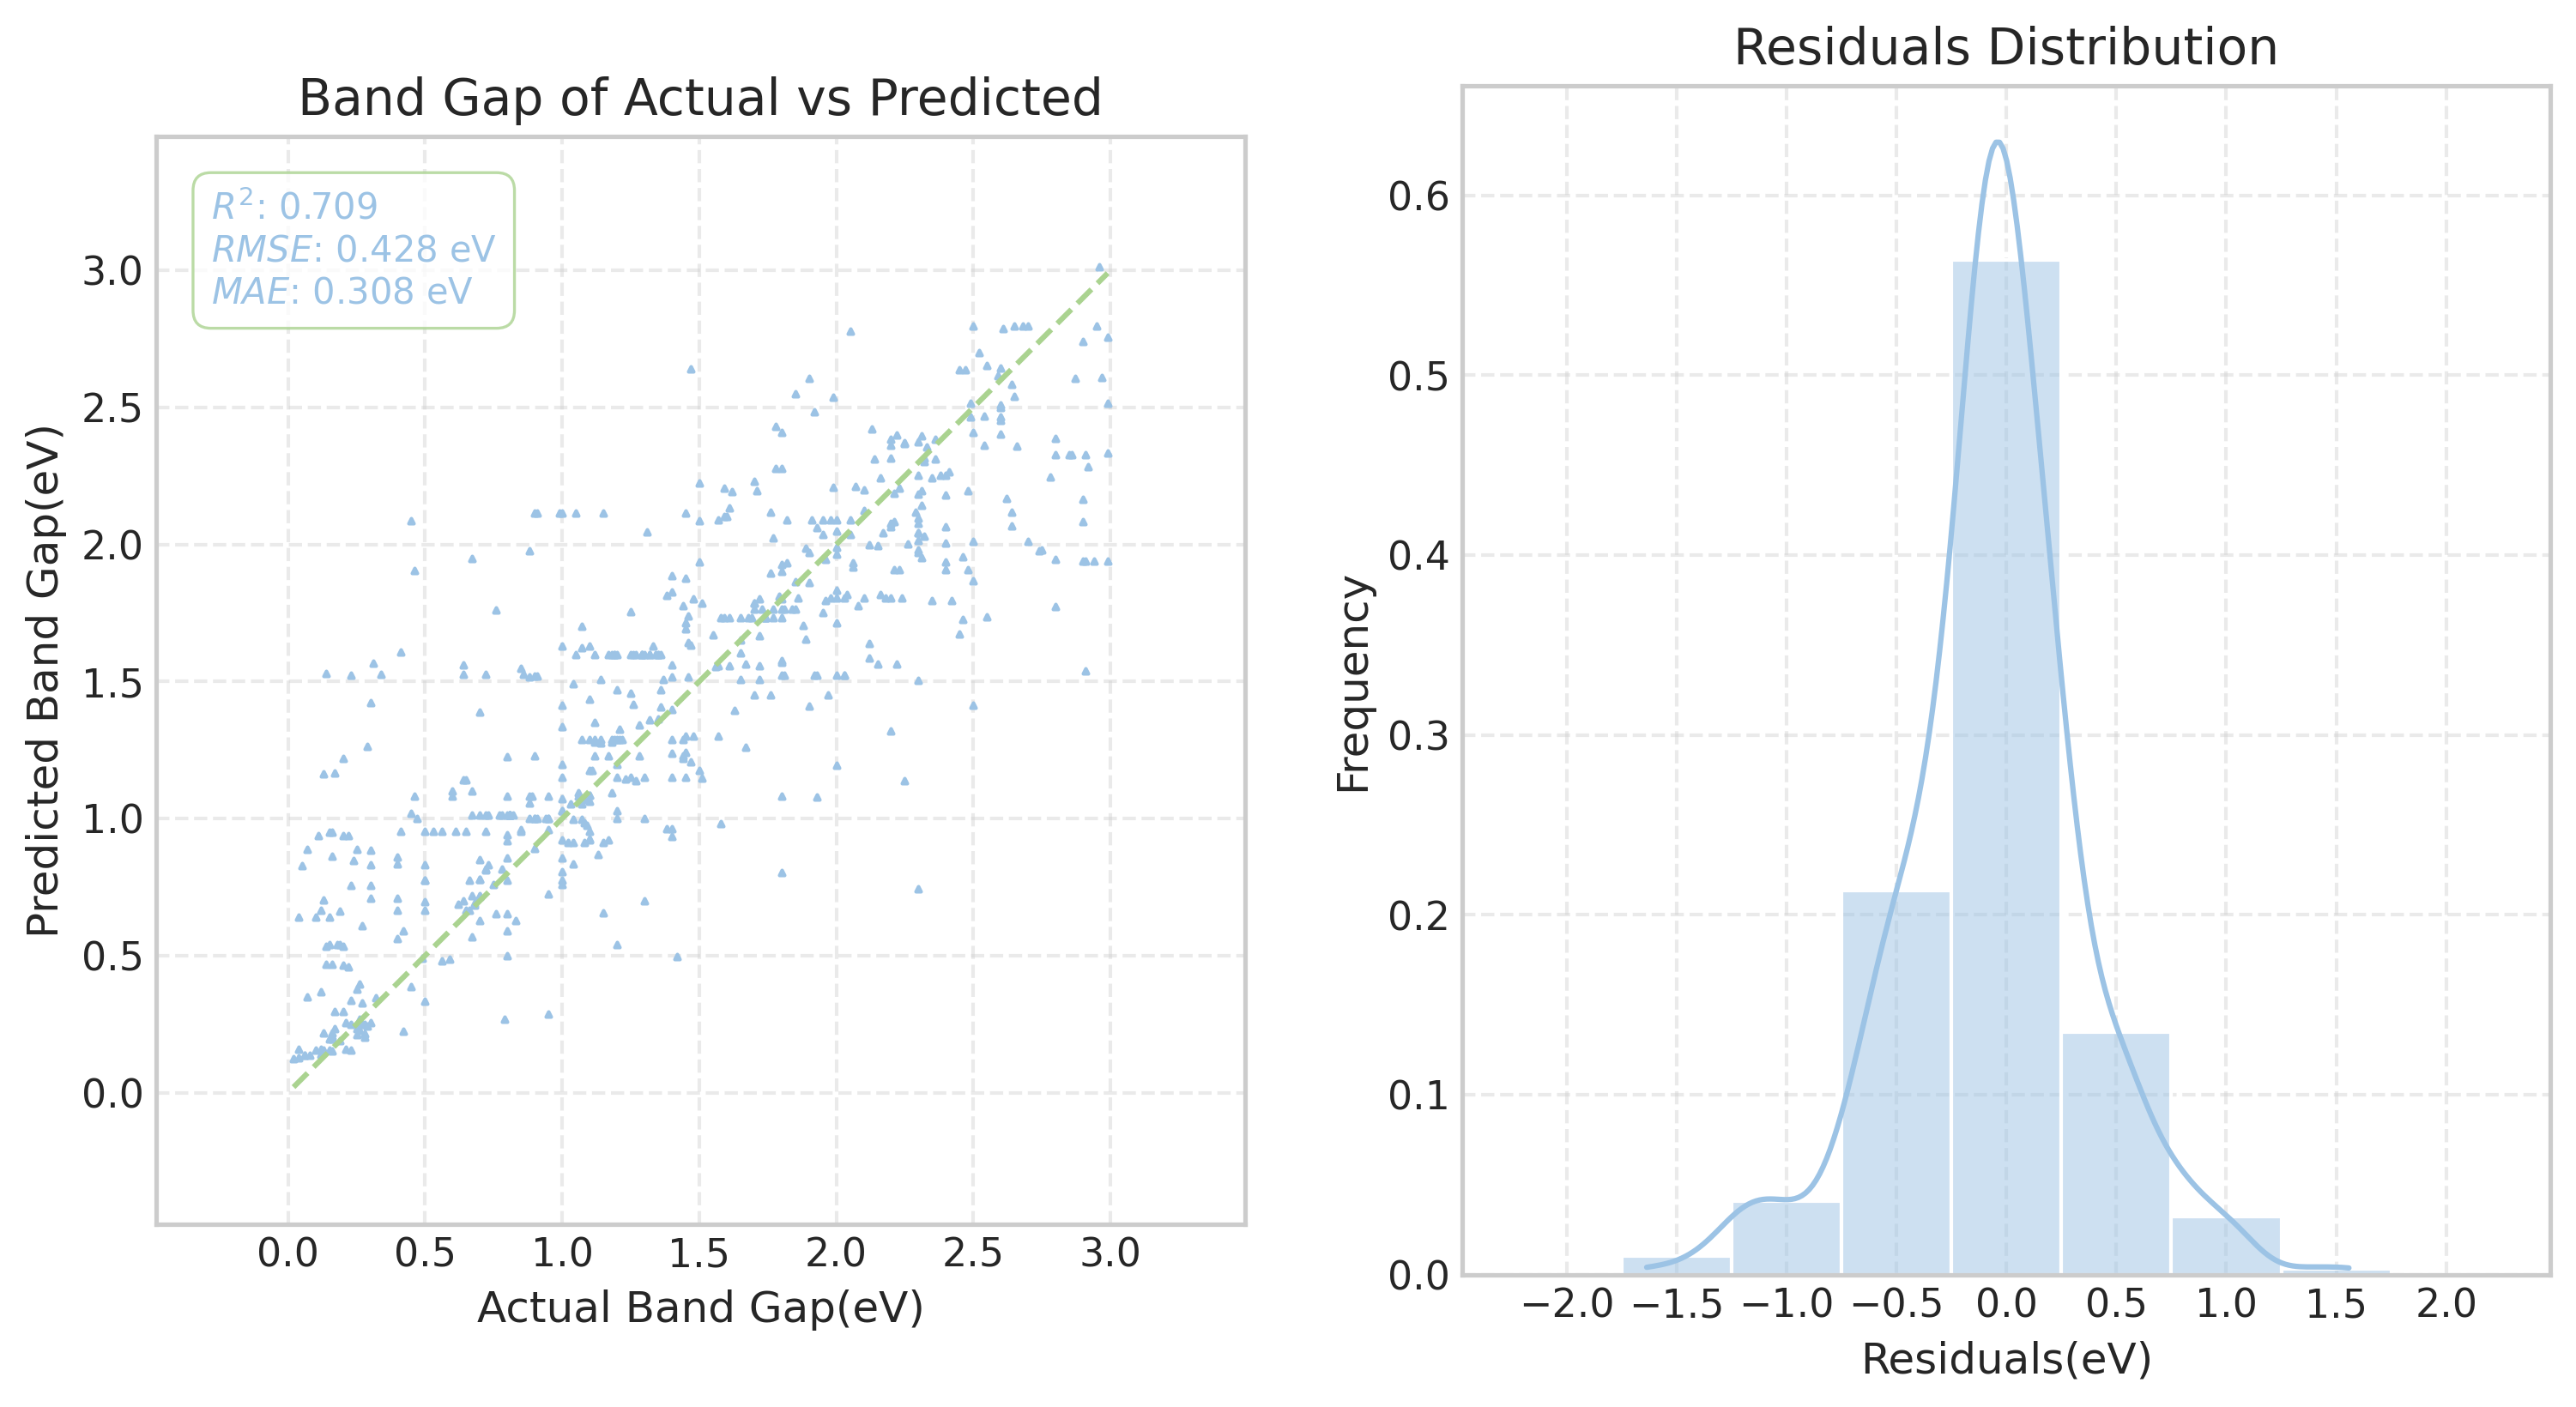 Band Gap of Actual vs Predicted
R²: 0.709
RMSE: 0.428 eV
MAE: 0.308 eV
Predicted Band Gap(eV)
3.0
2.5
2.0
1.5
1.0
0.5
0.0
0.0 0.5 1.0 1.5 2.0 2.5 3.0
Actual Band Gap(eV)
Residuals Distribution
Frequency
0.6
0.5
0.4
0.3
0.2
0.1
0.0
−2.0 −1.5 −1.0 −0.5 0.0 0.5 1.0 1.5 2.0
Residuals(eV)